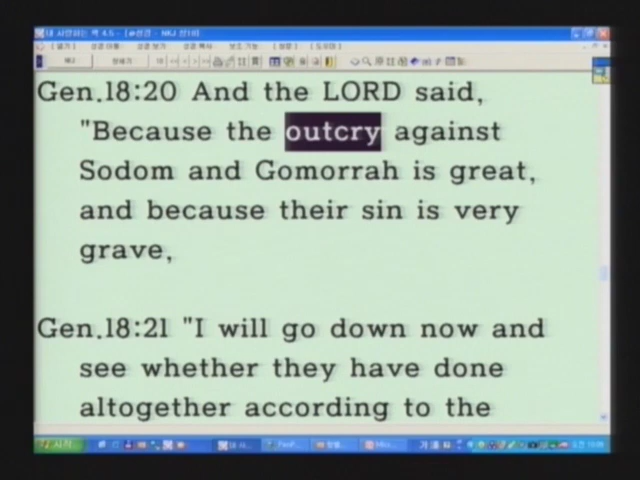 Gen.18:20 And the LORD said,
"Because the outcry against
Sodom and Gomorrah is great,
and because their sin is very
grave,
Gen.18:21 "I will go down now and
see whether they have done
altogether according to the